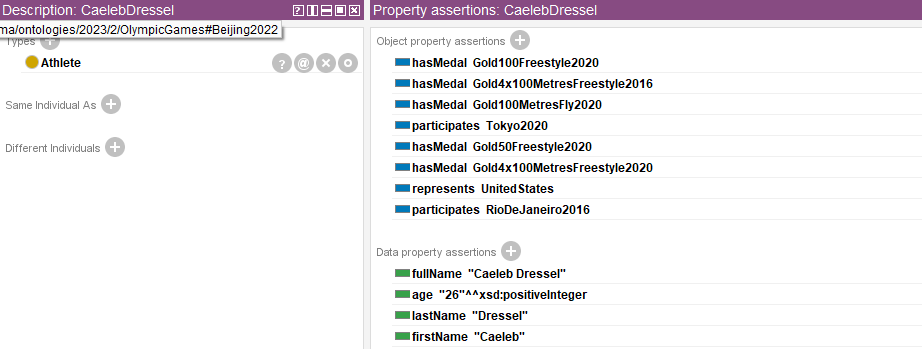 Description: CaelebDressel
ma/ontologies/2023/2/OlympicGames#Beijing2022
Types
Athlete
Same Individual As
Different Individuals
Property assertions: CaelebDressel
Object property assertions
hasMedal Gold100Freestyle2020
hasMedal Gold4x100MetresFreestyle2016
hasMedal Gold100MetresFly2020
participates Tokyo2020
hasMedal Gold50Freestyle2020
hasMedal Gold4x100MetresFreestyle2020
represents UnitedStates
participates RioDeJaneiro2016
Data property assertions
fullName "Caeleb Dressel"
age "26"^^xsd:positiveInteger
lastName "Dressel"
firstName "Caeleb"